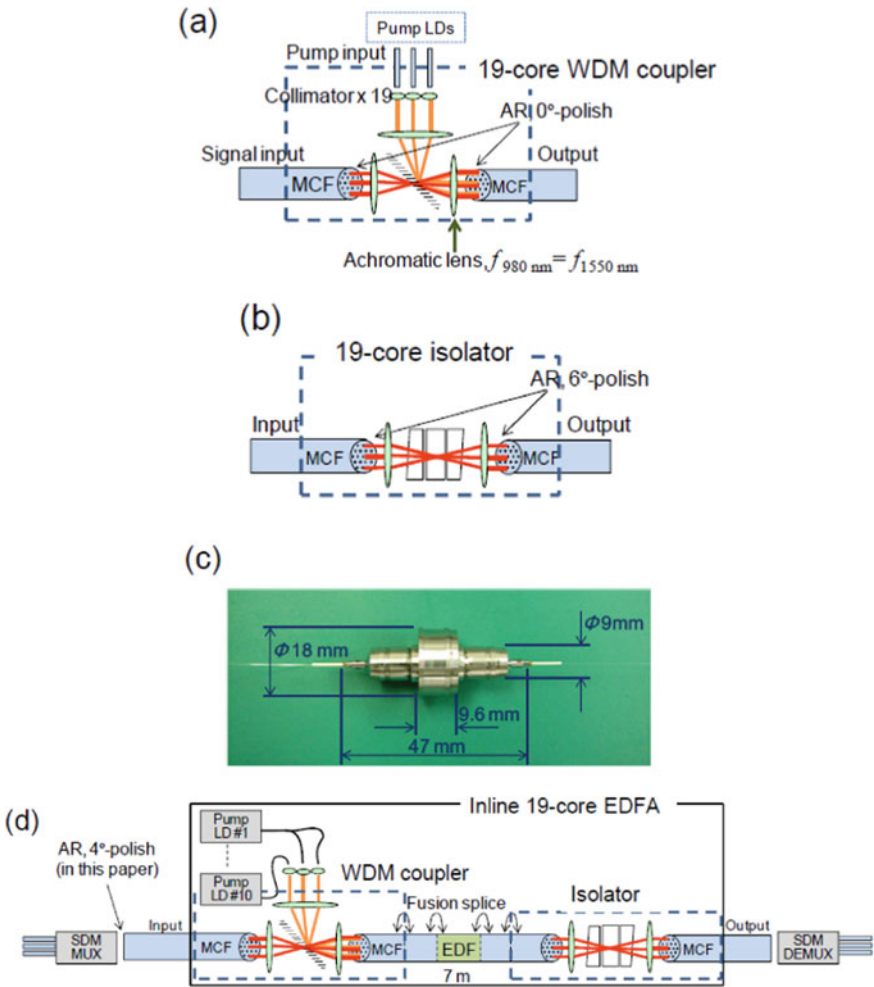 (a)
Pump LDs
Pump input
19-core WDM coupler
Collimator x 19
AR, 0°-polish
Signal input
Output
MCF
MCF
Achromatic lens, f 980 nm = f 1550 nm
(b)
19-core isolator
AR, 6°-polish
Input
Output
MCF
MCF
(c)
Φ18 mm
Φ9mm
9.6 mm
47 mm
(d)
Inline 19-core EDFA
AR, 4°-polish
(in this paper)
Pump
LD #1
Pump
LD #10
WDM coupler
Fusion splice
Isolator
Input
Output
SDM
MUX
MCF
MCF
EDF
MCF
SDM
DEMUX
7 m